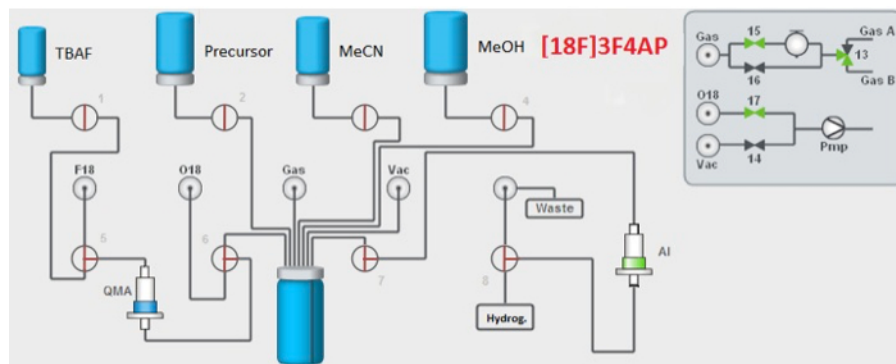 TBAF
Precursor
MeCN
MeOH
[18F]3F4AP
1
2
4
F18
O18
Gas
Vac
Waste
5
6
7
8
QMA
Al
Hydrog.
Gas
15
Gas A
13
16
Gas B
O18
17
Vac
14
Pmp